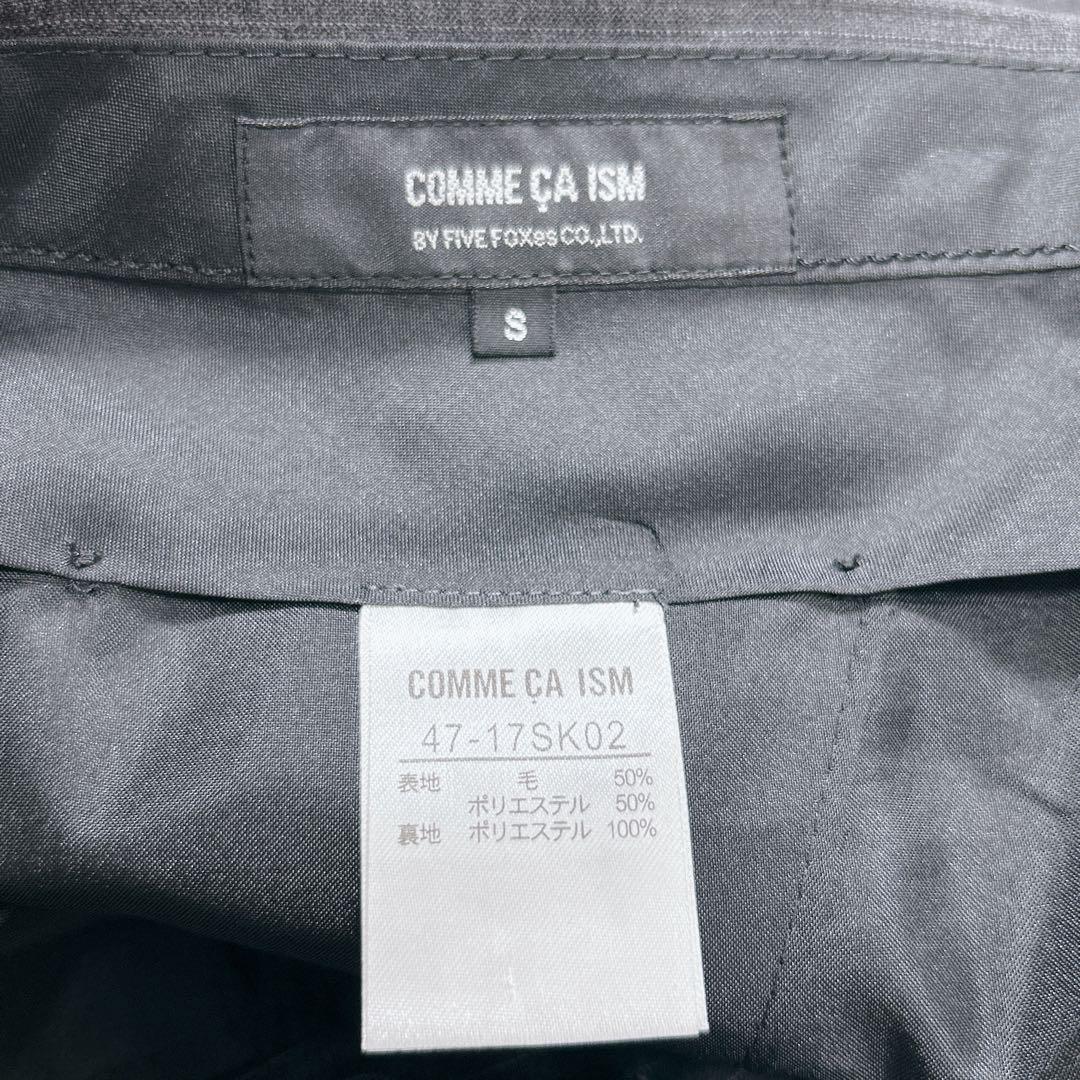 COMME ÇA ISM
BY FIVE FOXes CO.,LTD.
S
COMME ÇA ISM
47-17SK02
表地 毛 50%
ポリエステル 50%
裏地 ポリエステル 100%